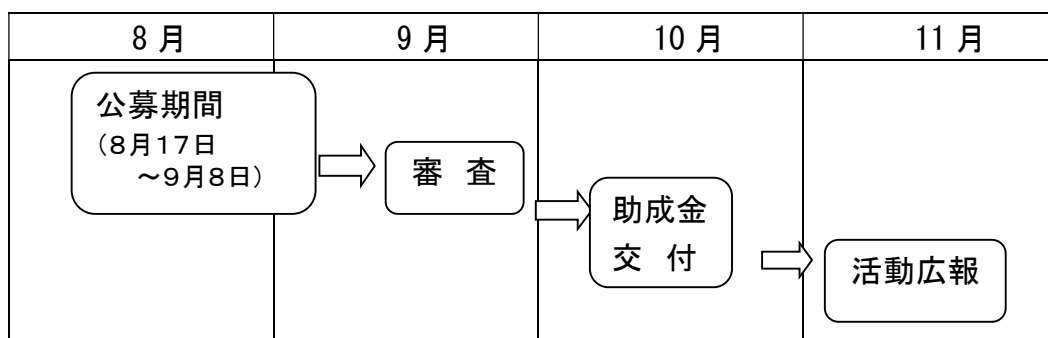 8月 9月 10月 11月
公募期間
(8月17日
～9月8日)
審 査
助成金
交 付
活動広報